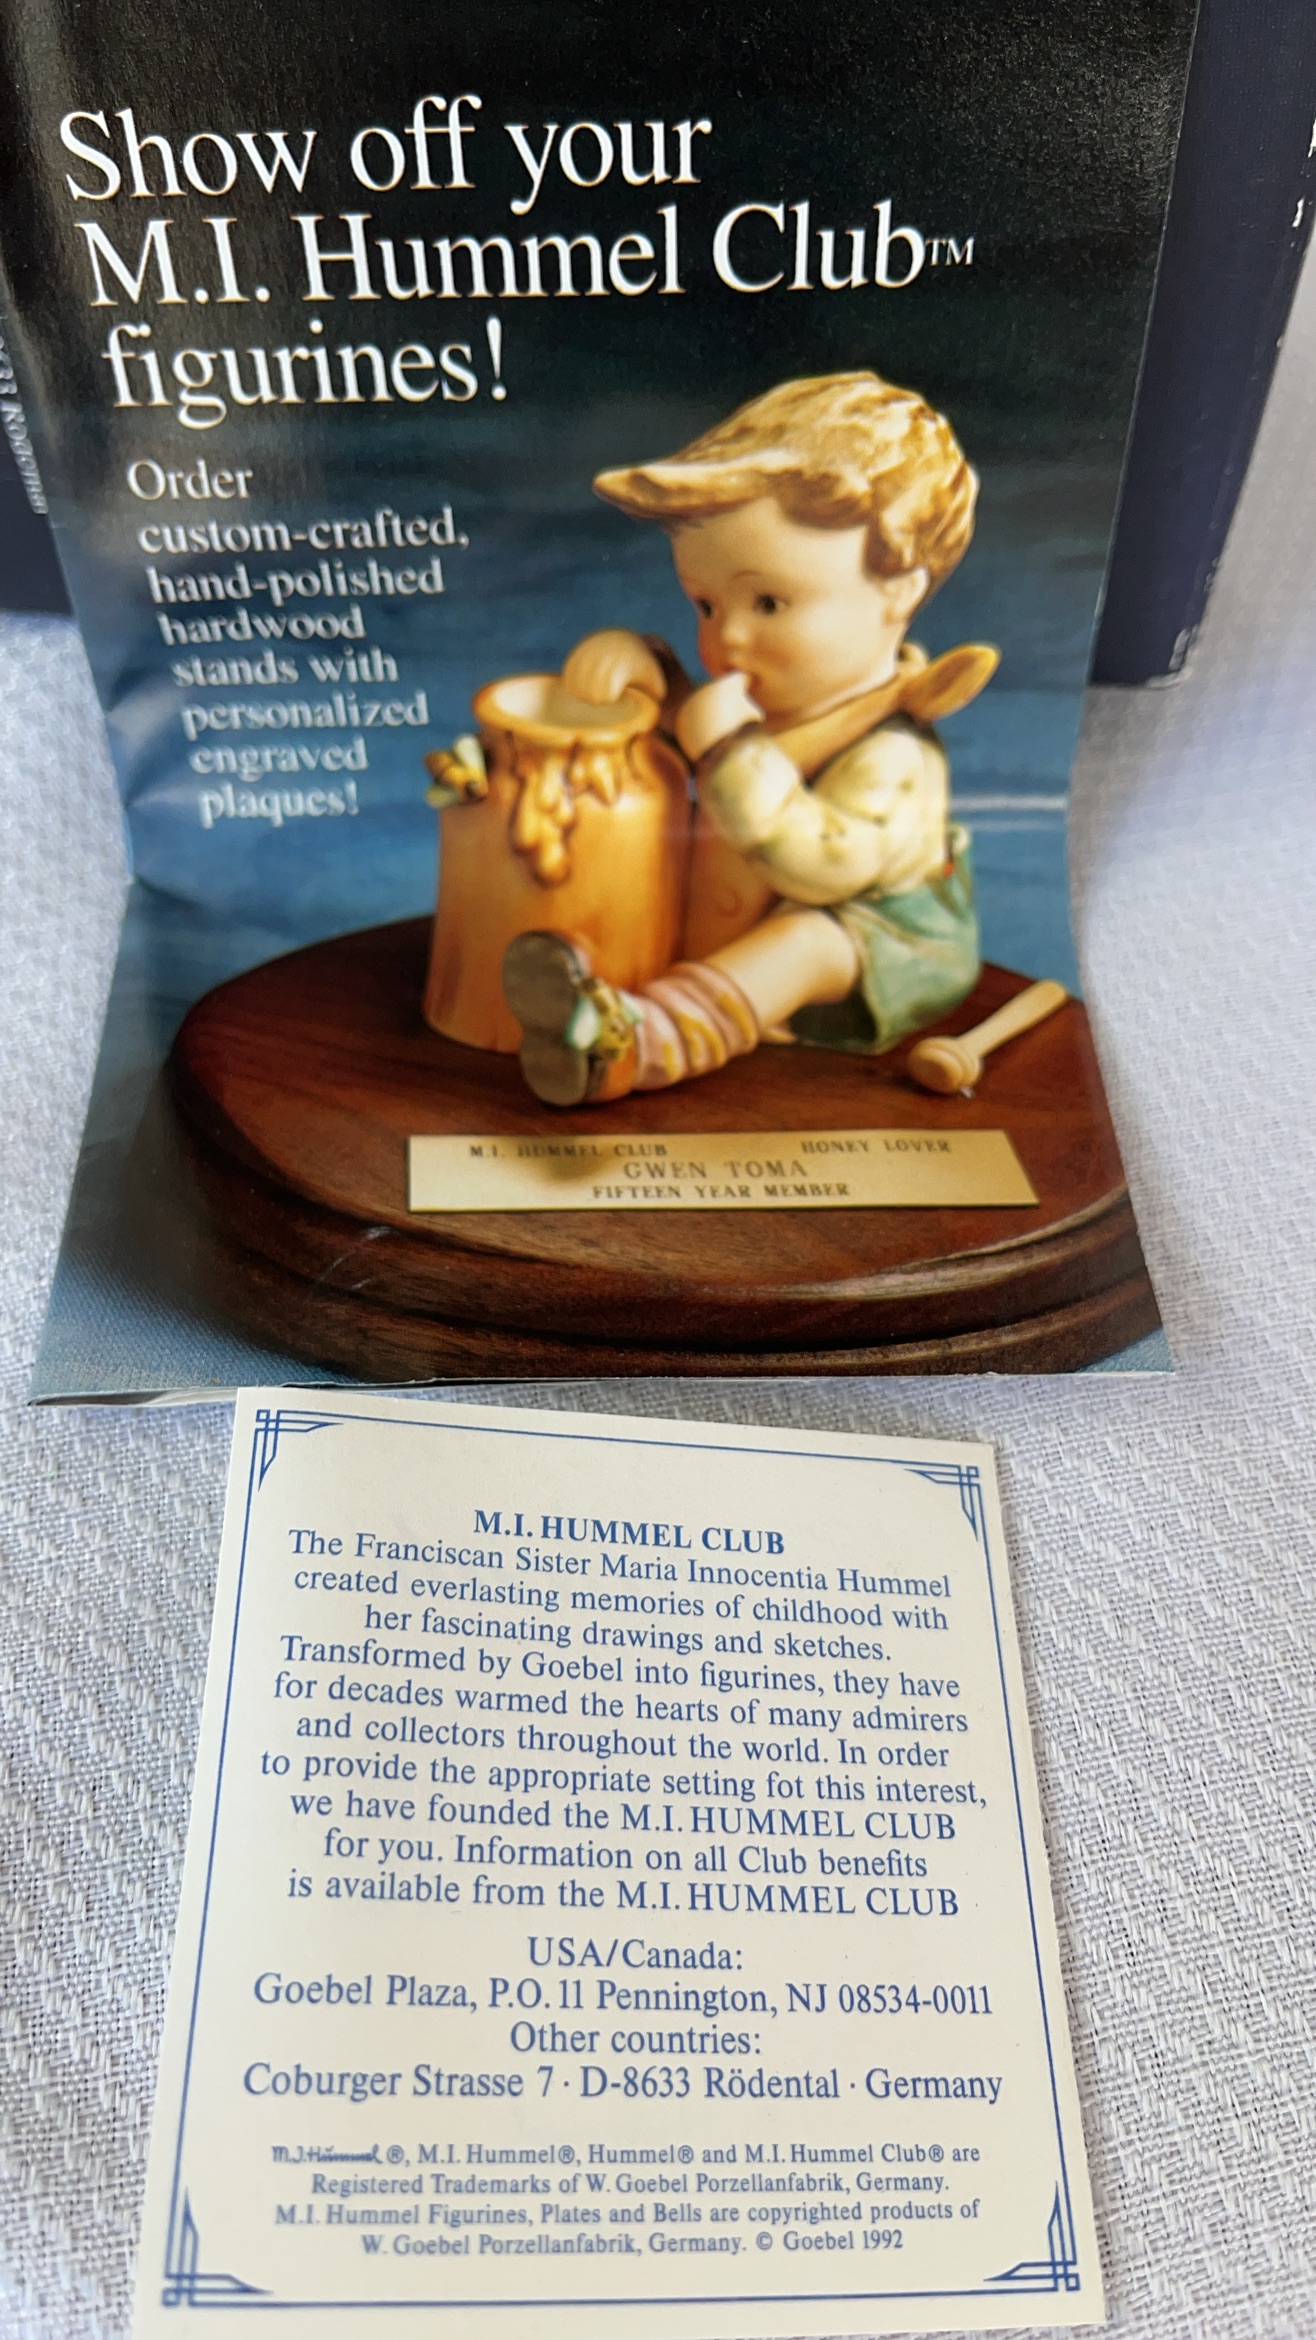 Show off your
M.I. Hummel Club™
figurines!
Order
custom-crafted,
hand-polished
hardwood
stands with
personalized
engraved
plaques!
M.I. HUMMEL CLUB HONEY LOVER
GWEN TOMA
FIFTEEN YEAR MEMBER
M.I. HUMMEL CLUB
The Franciscan Sister Maria Innocentia Hummel
created everlasting memories of childhood with
her fascinating drawings and sketches.
Transformed by Goebel into figurines, they have
for decades warmed the hearts of many admirers
and collectors throughout the world. In order
to provide the appropriate setting fot this interest,
we have founded the M.I. HUMMEL CLUB
for you. Information on all Club benefits
is available from the M.I. HUMMEL CLUB
USA/Canada:
Goebel Plaza, P.O. 11 Pennington, NJ 08534-0011
Other countries:
Coburger Strasse 7 · D-8633 Rödental · Germany
M.J.Hümmel ®, M.I. Hummel®, Hummel® and M.I. Hummel Club® are
Registered Trademarks of W. Goebel Porzellanfabrik, Germany.
M.I. Hummel Figurines, Plates and Bells are copyrighted products of
W. Goebel Porzellanfabrik, Germany. © Goebel 1992